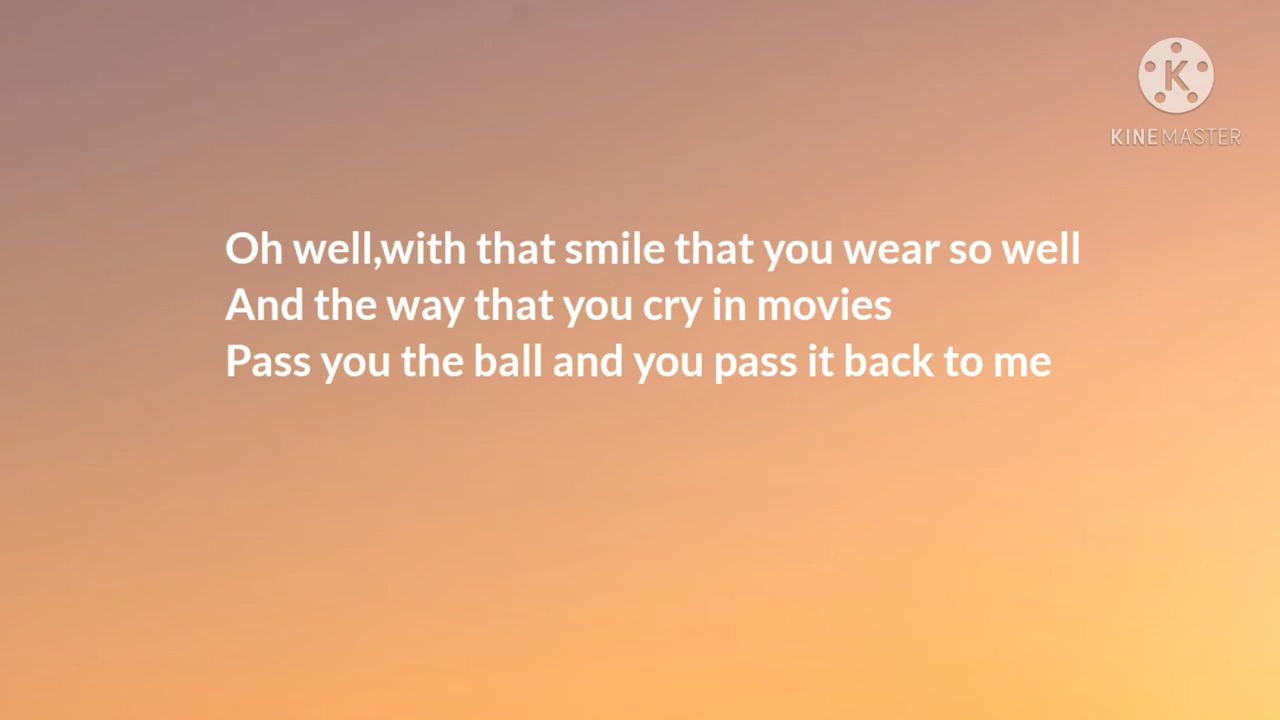 K
KINEMASTER
Oh well,with that smile that you wear so well
And the way that you cry in movies
Pass you the ball and you pass it back to me